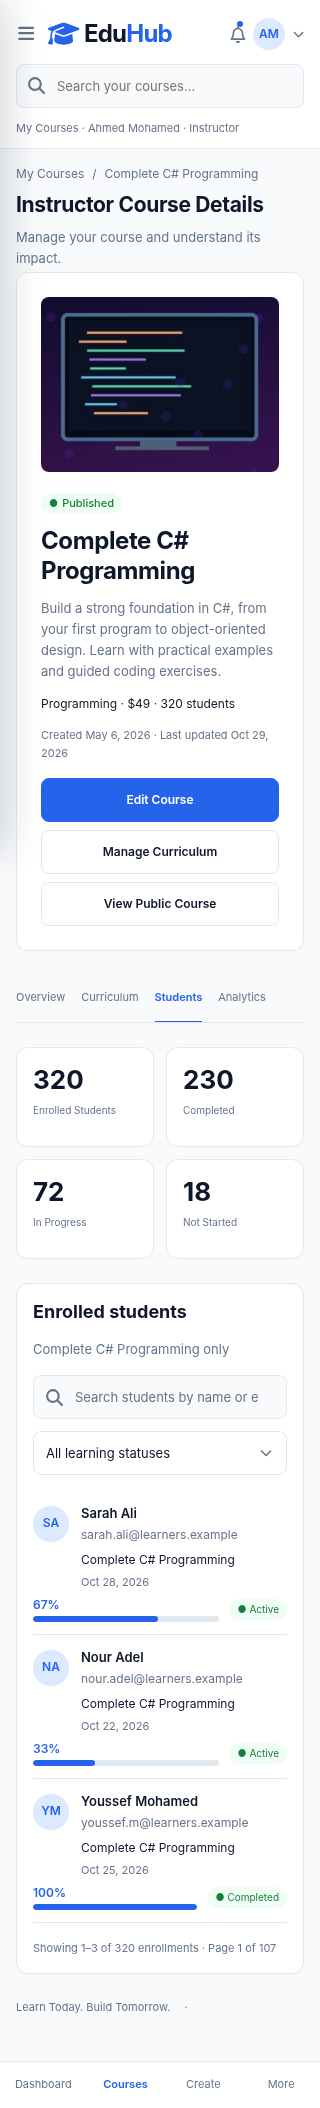 EduHub
AM
Search your courses...
My Courses · Ahmed Mohamed · Instructor
My Courses / Complete C# Programming
Instructor Course Details
Manage your course and understand its
impact.
Published
Complete C#
Programming
Build a strong foundation in C#, from
your first program to object-oriented
design. Learn with practical examples
and guided coding exercises.
Programming · $49 · 320 students
Created May 6, 2026 · Last updated Oct 29,
2026
Edit Course
Manage Curriculum
View Public Course
Overview Curriculum Students Analytics
320 230
Enrolled Students Completed
72 18
In Progress Not Started
Enrolled students
Complete C# Programming only
Search students by name or e
All learning statuses
SA Sarah Ali
sarah.ali@learners.example
Complete C# Programming
Oct 28, 2026
67% Active
NA Nour Adel
nour.adel@learners.example
Complete C# Programming
Oct 22, 2026
33% Active
YM Youssef Mohamed
youssef.m@learners.example
Complete C# Programming
Oct 25, 2026
100% Completed
Showing 1–3 of 320 enrollments · Page 1 of 107
Learn Today. Build Tomorrow. ·
Dashboard Courses Create More